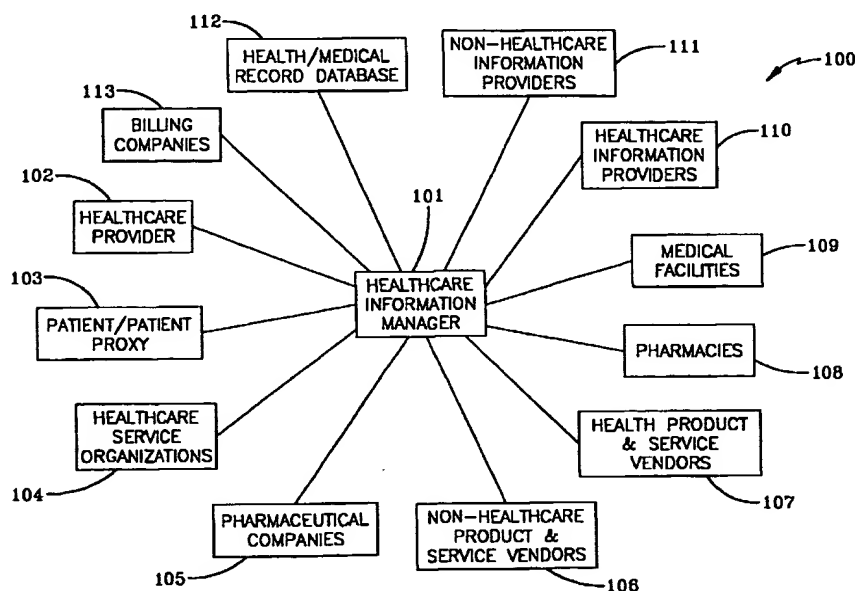 112
HEALTH/MEDICAL
RECORD DATABASE
NON-HEALTHCARE
INFORMATION
PROVIDERS
111
100
113
BILLING
COMPANIES
HEALTHCARE
INFORMATION
PROVIDERS
110
102
HEALTHCARE
PROVIDER
101
HEALTHCARE
INFORMATION
MANAGER
MEDICAL
FACILITIES
109
103
PATIENT/PATIENT
PROXY
PHARMACIES
108
HEALTHCARE
SERVICE
ORGANIZATIONS
104
HEALTH PRODUCT
& SERVICE
VENDORS
107
PHARMACEUTICAL
COMPANIES
105
NON-HEALTHCARE
PRODUCT &
SERVICE VENDORS
106